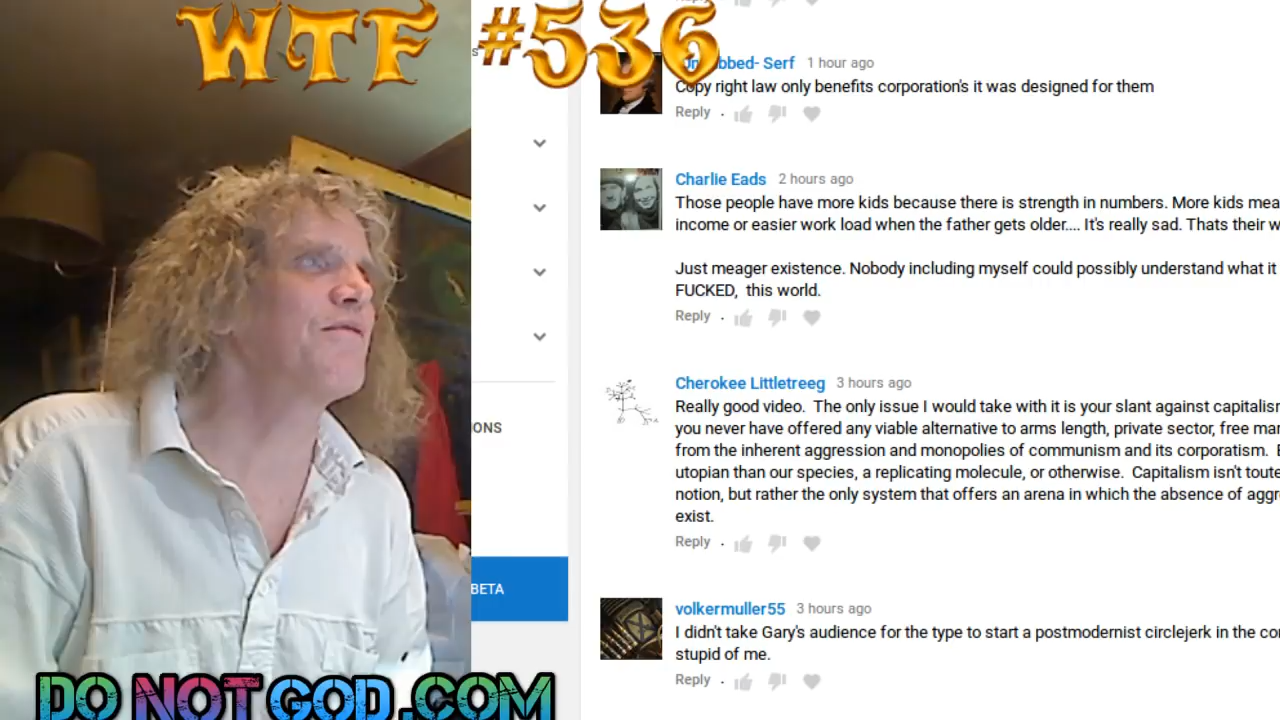 WTF #536
bbed- Serf 1 hour ago
Copy right law only benefits corporation's it was designed for them
Reply .
Charlie Eads 2 hours ago
Those people have more kids because there is strength in numbers. More kids mea
income or easier work load when the father gets older.... It's really sad. Thats their w
Just meager existence. Nobody including myself could possibly understand what it
FUCKED, this world.
Reply .
Cherokee Littletreeg 3 hours ago
Really good video. The only issue I would take with it is your slant against capitalism
you never have offered any viable alternative to arms length, private sector, free mar
from the inherent aggression and monopolies of communism and its corporatism.
utopian than our species, a replicating molecule, or otherwise. Capitalism isn't toute
notion, but rather the only system that offers an arena in which the absence of aggr
exist.
Reply .
IONS
BETA
volkermuller55 3 hours ago
I didn't take Gary's audience for the type to start a postmodernist circlejerk in the co
stupid of me.
Reply .
DO NOT GOD.COM